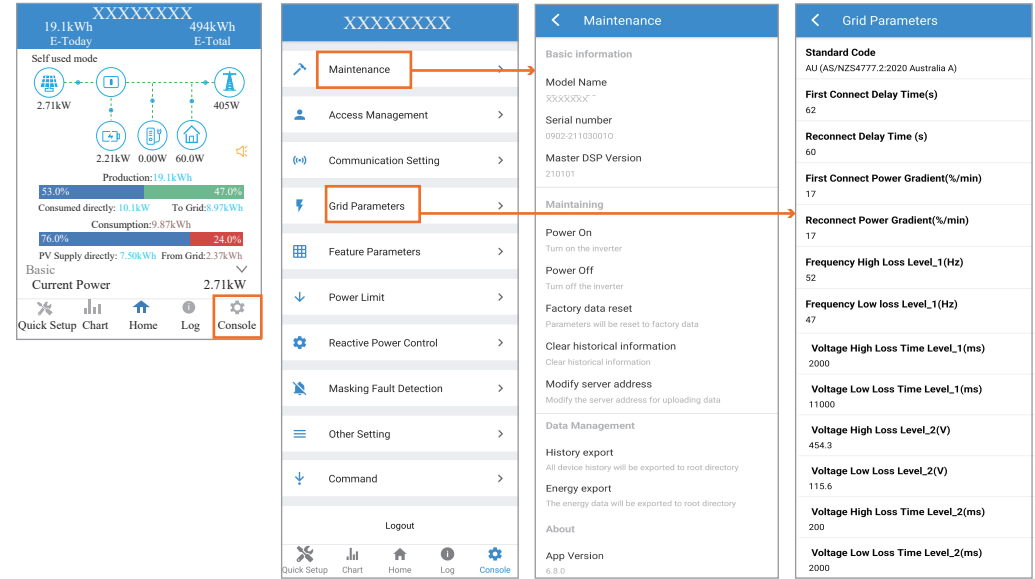 XXXXXXXX
19.1kWh 494kWh
E-Today E-Total
Self used mode
2.71kW 405W
2.21kW 0.00W 60.0W
Production:19.1kWh
53.0% 47.0%
Consumed directly: 10.1kW To Grid:8.97kWh
Consumption:9.87kWh
76.0% 24.0%
PV Supply directly: 7.50kWh From Grid:2.37kWh
Basic
Current Power 2.71kW
Quick Setup Chart Home Log Console
XXXXXXXX
Maintenance
Access Management
Communication Setting
Grid Parameters
Feature Parameters
Power Limit
Reactive Power Control
Masking Fault Detection
Other Setting
Command
Logout
Quick Setup Chart Home Log Console
Maintenance
Basic information
Model Name
XXXXXXX
Serial number
0902-21103001O
Master DSP Version
210101
Maintaining
Power On
Turn on the inverter
Power Off
Turn off the inverter
Factory data reset
Parameters will be reset to factory data
Clear historical information
Clear historical information
Modify server address
Modify the server address for uploading data
Data Management
History export
All device history will be exported to root directory
Energy export
The energy data will be exported to root directory
About
App Version
6.8.0
Grid Parameters
Standard Code
AU (AS/NZS4777.2:2020 Australia A)
First Connect Delay Time(s)
62
Reconnect Delay Time (s)
60
First Connect Power Gradient(%/min)
17
Reconnect Power Gradient(%/min)
17
Frequency High Loss Level_1(Hz)
52
Frequency Low loss Level_1(Hz)
47
Voltage High Loss Time Level_1(ms)
2000
Voltage Low Loss Time Level_1(ms)
11000
Voltage High Loss Level_2(V)
454.3
Voltage Low Loss Level_2(V)
115.6
Voltage High Loss Time Level_2(ms)
200
Voltage Low Loss Time Level_2(ms)
2000